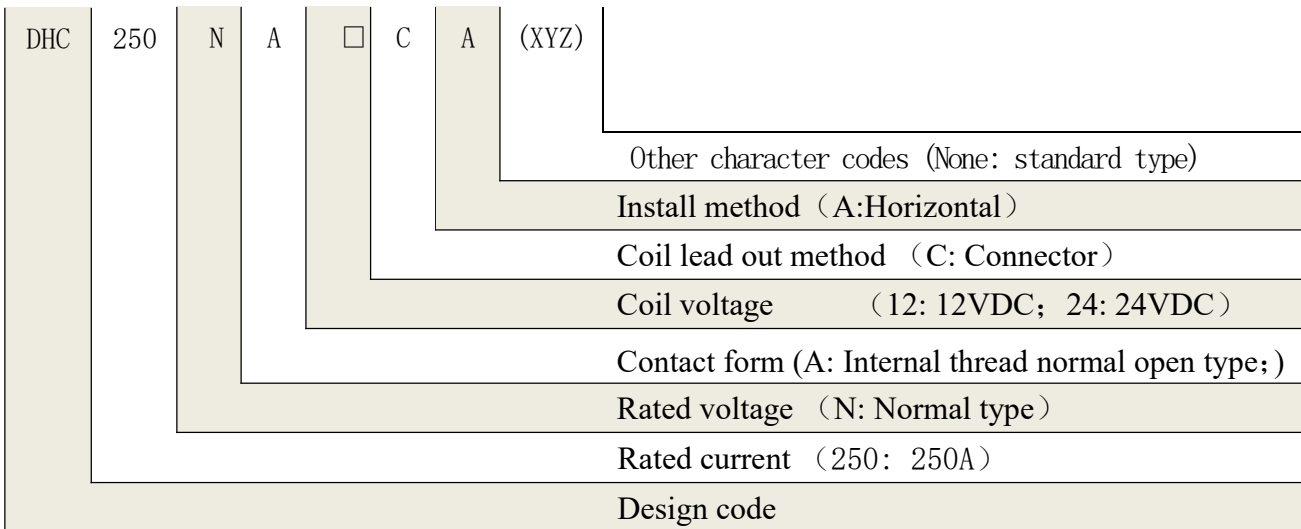 DHC 250 N A □ C A (XYZ)
Other character codes (None: standard type)
Install method（A:Horizontal）
Coil lead out method （C: Connector）
Coil voltage （12: 12VDC；24: 24VDC）
Contact form (A: Internal thread normal open type；)
Rated voltage （N: Normal type）
Rated current （250: 250A）
Design code